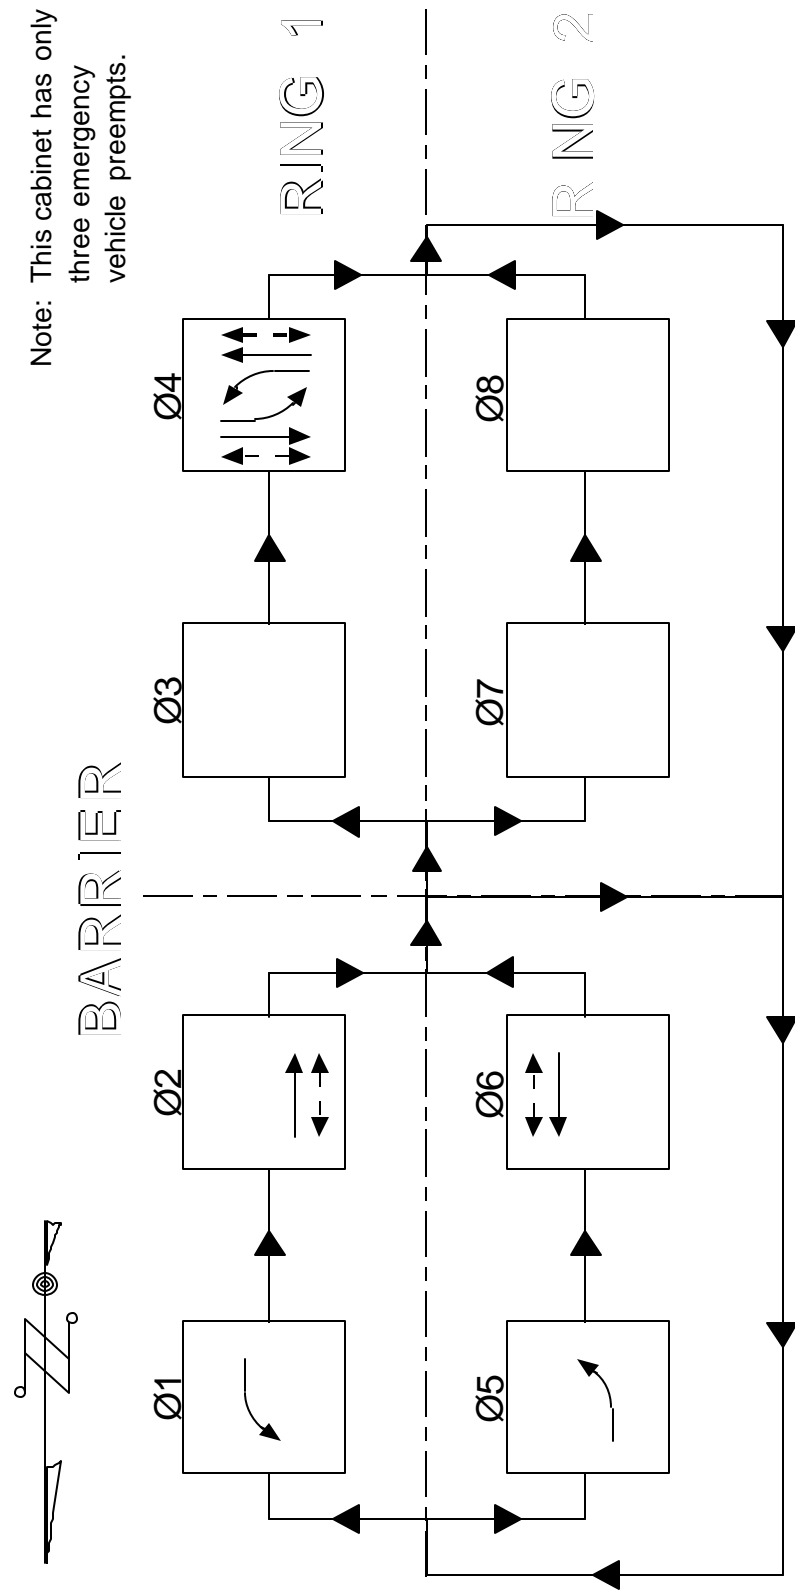 Note: This cabinet has only
three emergency
vehicle preempts.
BARRIER
Ø1
Ø2
Ø3
Ø4
RING 1
Ø5
Ø6
Ø7
Ø8
R NG 2